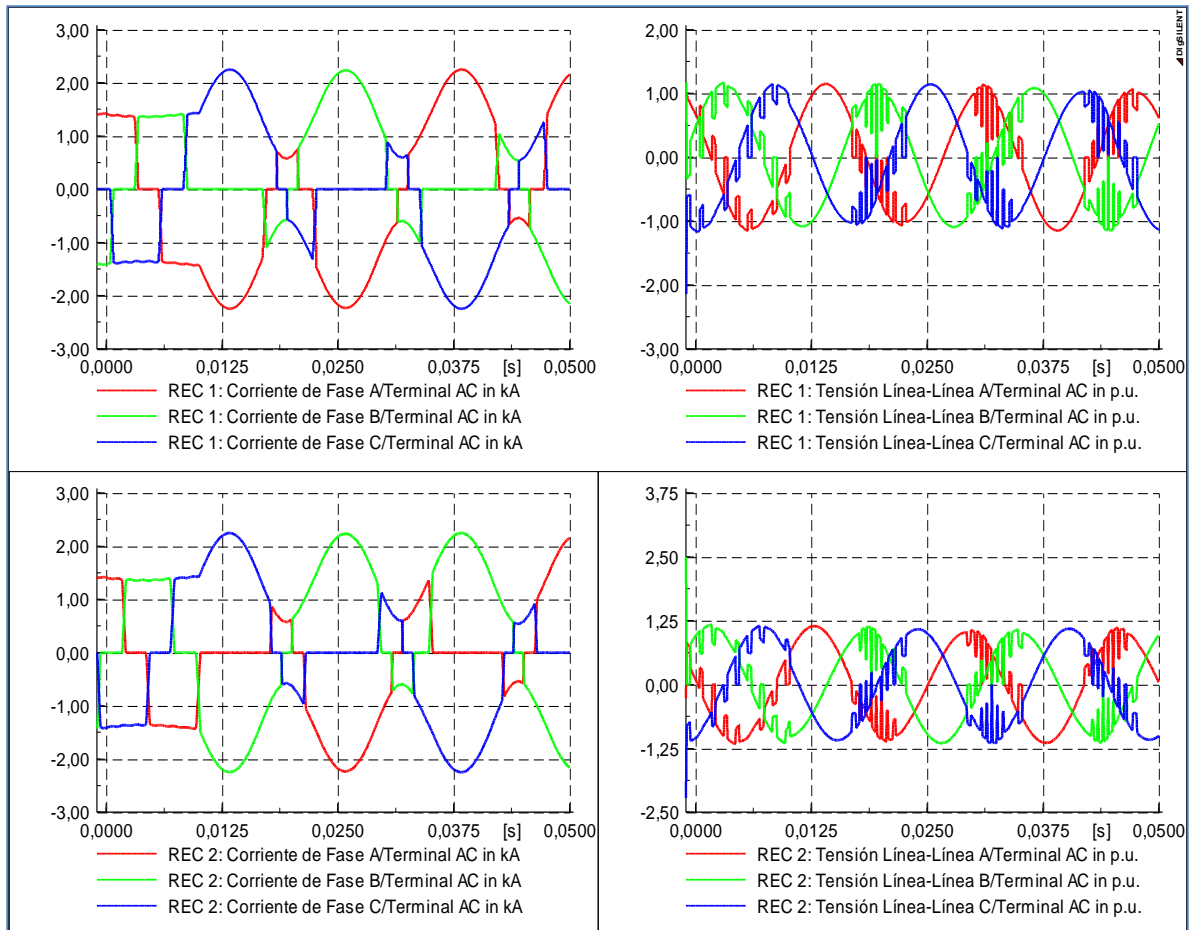 3,00
2,00
1,00
0,00
-1,00
-2,00
-3,00
0,0000 0,0125 0,0250 0,0375 [s] 0,0500
REC 1: Corriente de Fase A/Terminal AC in kA
REC 1: Corriente de Fase B/Terminal AC in kA
REC 1: Corriente de Fase C/Terminal AC in kA
2,00
1,00
0,00
-1,00
-2,00
-3,00
0,0000 0,0125 0,0250 0,0375 [s] 0,0500
REC 1: Tensión Línea-Línea A/Terminal AC in p.u.
REC 1: Tensión Línea-Línea B/Terminal AC in p.u.
REC 1: Tensión Línea-Línea C/Terminal AC in p.u.
DIgSILENT
3,00
2,00
1,00
0,00
-1,00
-2,00
-3,00
0,0000 0,0125 0,0250 0,0375 [s] 0,0500
REC 2: Corriente de Fase A/Terminal AC in kA
REC 2: Corriente de Fase B/Terminal AC in kA
REC 2: Corriente de Fase C/Terminal AC in kA
3,75
2,50
1,25
0,00
-1,25
-2,50
0,0000 0,0125 0,0250 0,0375 [s] 0,0500
REC 2: Tensión Línea-Línea A/Terminal AC in p.u.
REC 2: Tensión Línea-Línea B/Terminal AC in p.u.
REC 2: Tensión Línea-Línea C/Terminal AC in p.u.